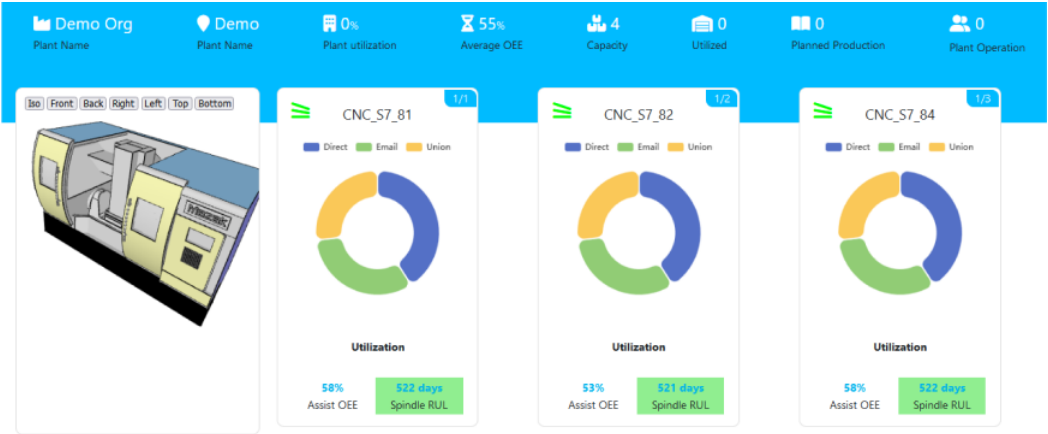 Demo Org
Plant Name
Demo
Plant Name
0%
Plant utilization
55%
Average OEE
4
Capacity
0
Utilized
0
Planned Production
0
Plant Operation
Iso Front Back Right Left Top Bottom
Mazak
1/1
CNC_S7_81
Direct Email Union
Utilization
58%
Assist OEE
522 days
Spindle RUL
1/2
CNC_S7_82
Direct Email Union
Utilization
53%
Assist OEE
521 days
Spindle RUL
1/3
CNC_S7_84
Direct Email Union
Utilization
58%
Assist OEE
522 days
Spindle RUL